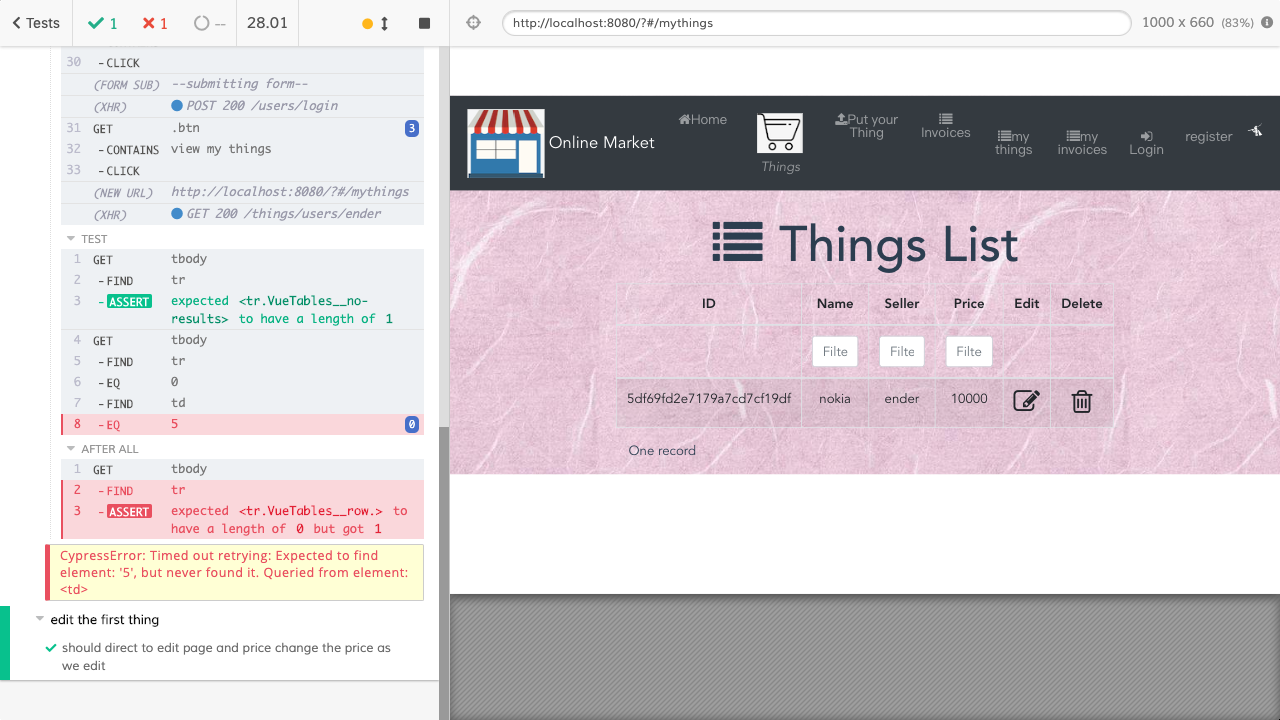 Tests 1 1 -- 28.01
http://localhost:8080/?#/mythings 1000 x 660 (83%)
30 - CLICK
(FORM SUB) --submitting form--
(XHR) POST 200 /users/login
31 GET .btn 3
32 - CONTAINS view my things
33 - CLICK
(NEW URL) http://localhost:8080/?#/mythings
(XHR) GET 200 /things/users/ender
TEST
1 GET tbody
2 - FIND tr
3 - ASSERT expected <tr.VueTables__no-
results> to have a length of 1
4 GET tbody
5 - FIND tr
6 - EQ 0
7 - FIND td
8 - EQ 5 0
AFTER ALL
1 GET tbody
2 - FIND tr
3 - ASSERT expected <tr.VueTables__row.> to
have a length of 0 but got 1
CypressError: Timed out retrying: Expected to find
element: '5', but never found it. Queried from element:
<td>
edit the first thing
should direct to edit page and price change the price as
we edit
Online Market
Home
Things
Put your
Thing
Invoices
my
things
my
invoices
Login
register
Things List
ID Name Seller Price Edit Delete
Filte Filte Filte
5df69fd2e7179a7cd7cf19df nokia ender 10000
One record